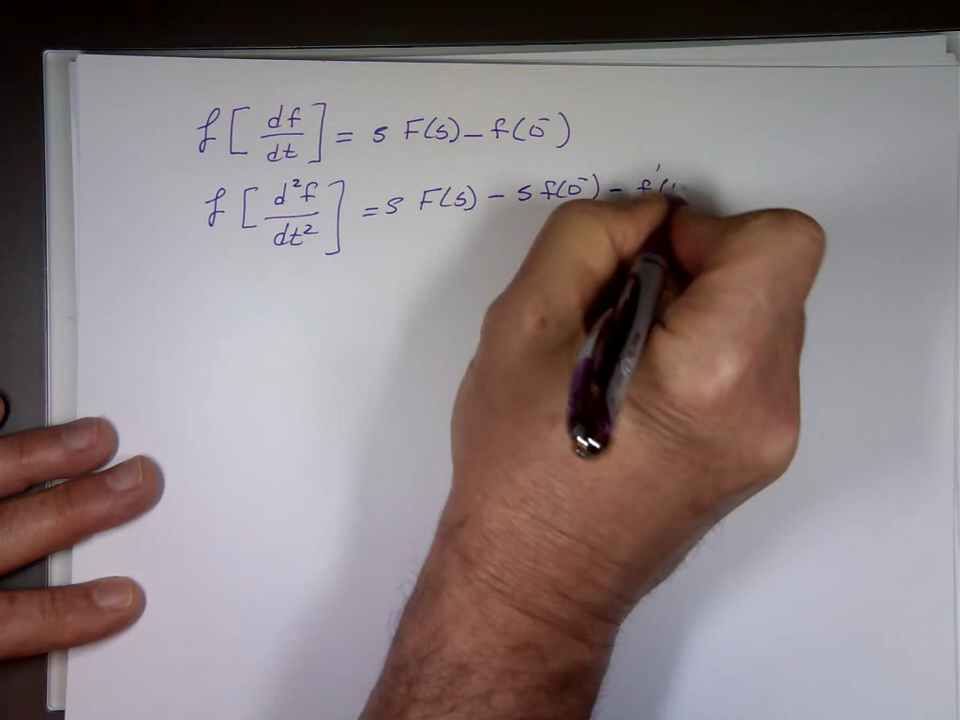 ℒ[df/dt] = s F(s) - f(0⁻)
ℒ[d²f/dt²] = s F(s) - s f(0⁻) - f'(